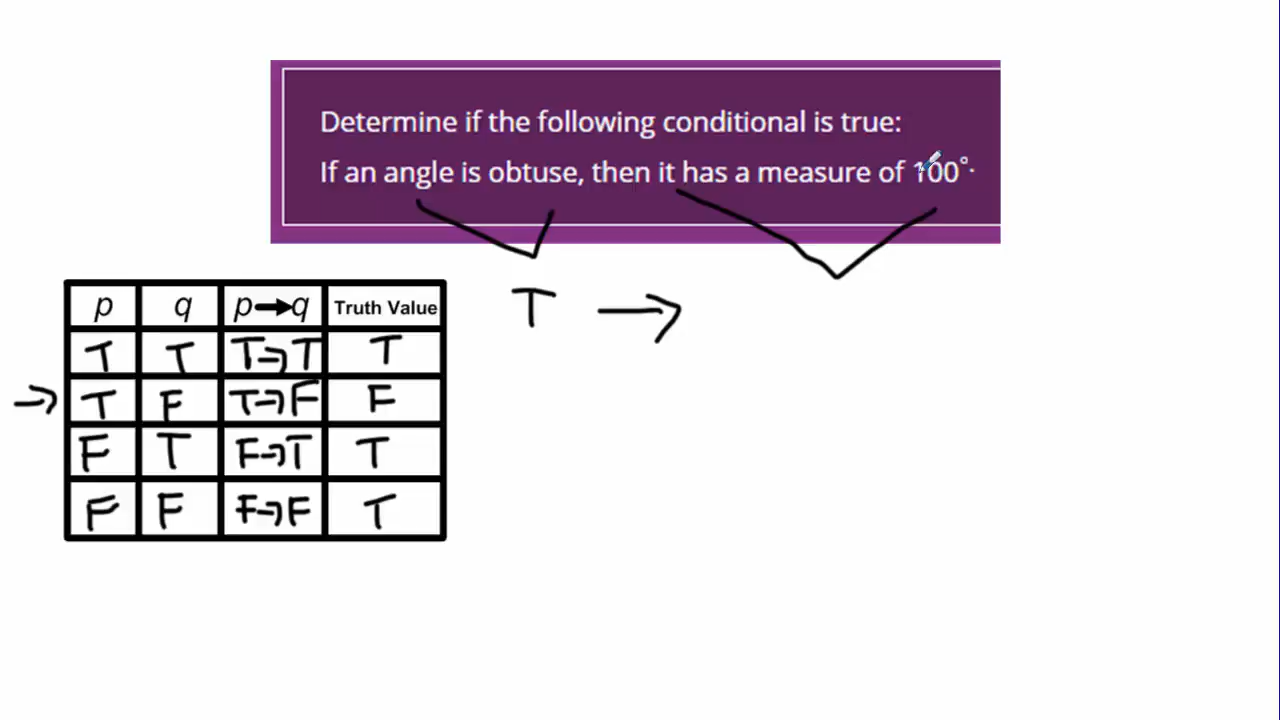 Determine if the following conditional is true:
If an angle is obtuse, then it has a measure of 100°.
p q p→q Truth Value
T T T→T T
→ T F T→F F
F T F→T T
F F F→F T
T →